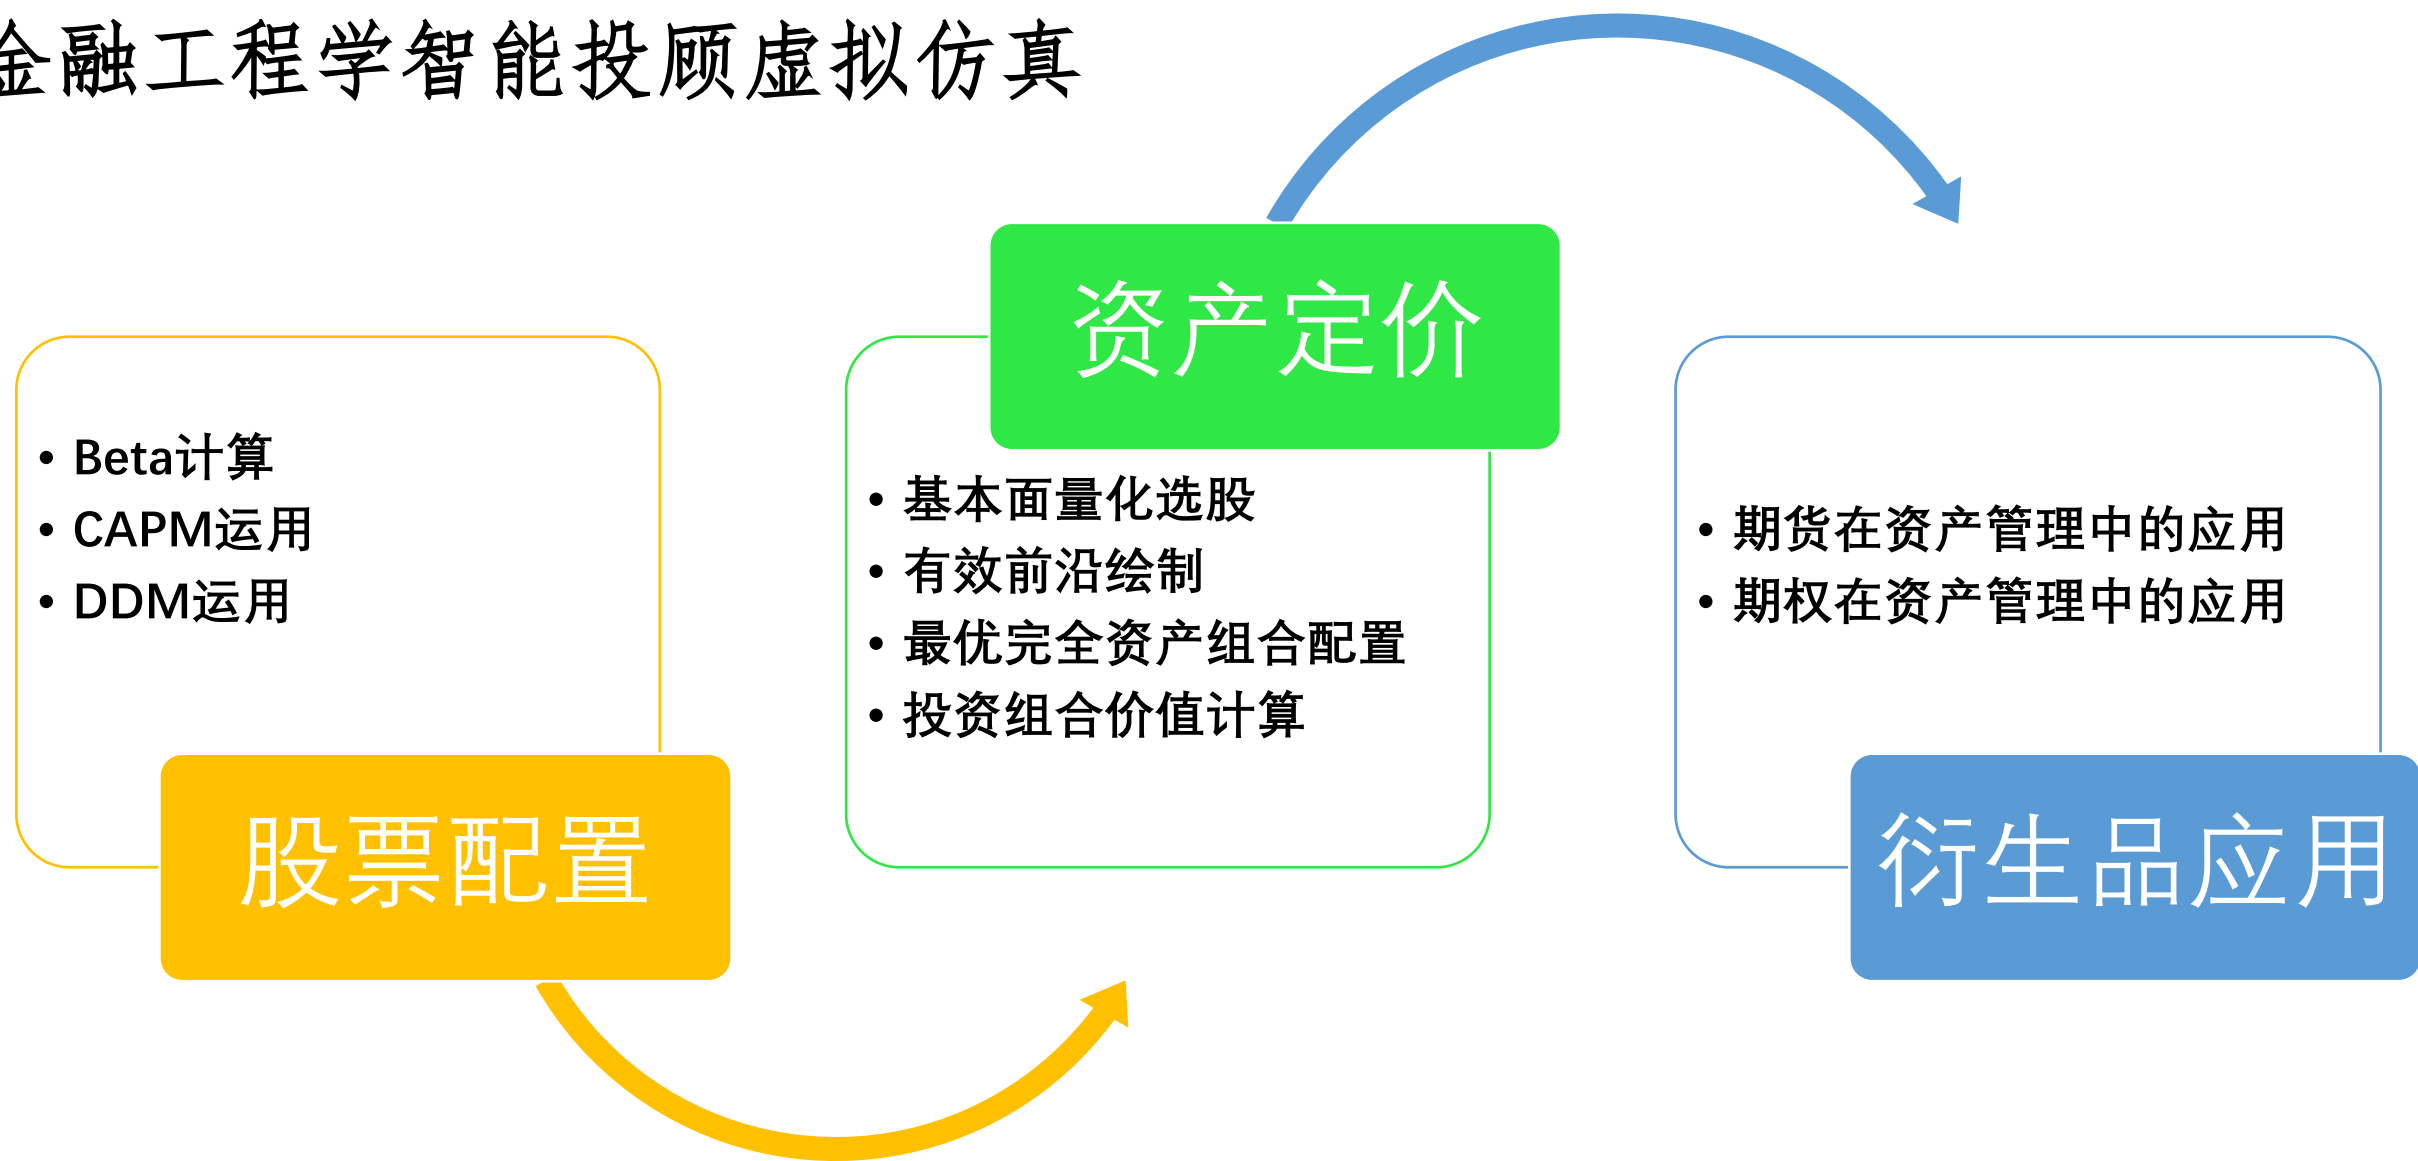 金融工程学智能投顾虚拟仿真
• Beta计算
• CAPM运用
• DDM运用
股票配置
资产定价
• 基本面量化选股
• 有效前沿绘制
• 最优完全资产组合配置
• 投资组合价值计算
• 期货在资产管理中的应用
• 期权在资产管理中的应用
衍生品应用